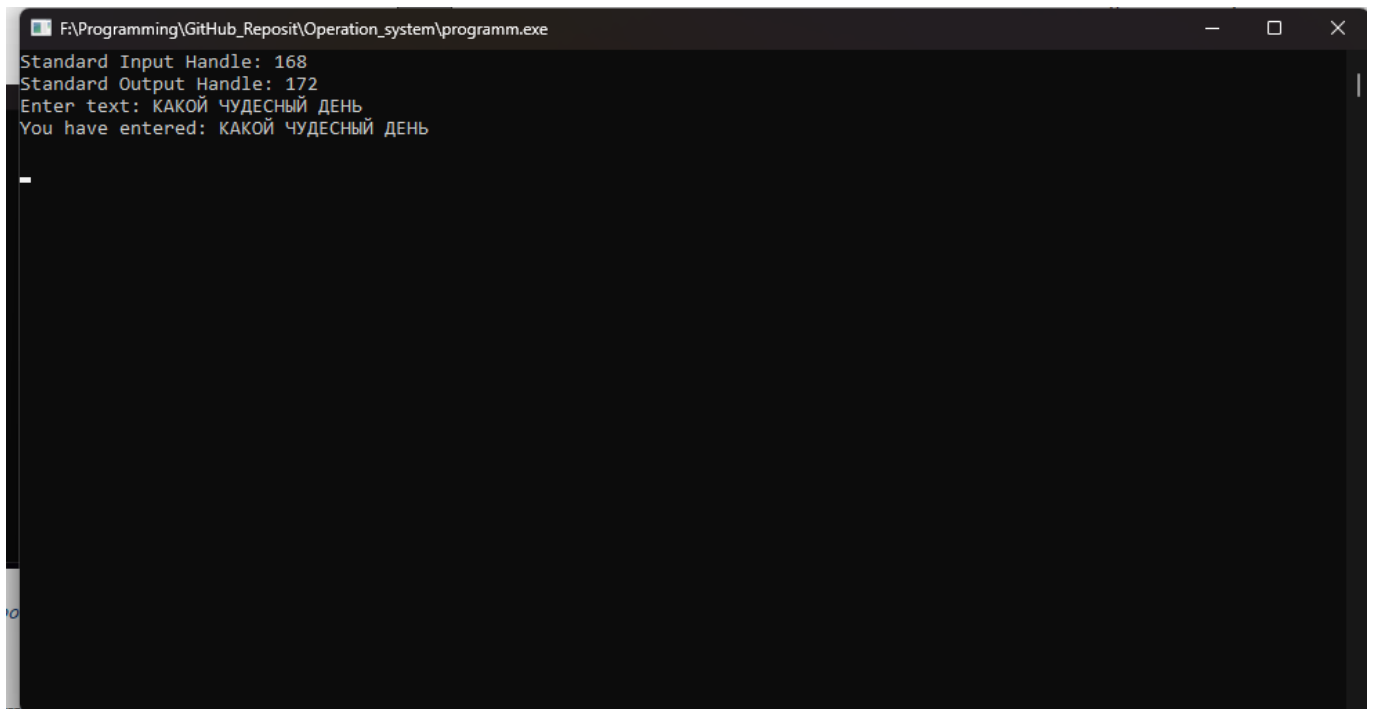 F:\Programming\GitHub_Reposit\Operation_system\programm.exe
Standard Input Handle: 168
Standard Output Handle: 172
Enter text: КАКОЙ ЧУДЕСНЫЙ ДЕНЬ
You have entered: КАКОЙ ЧУДЕСНЫЙ ДЕНЬ